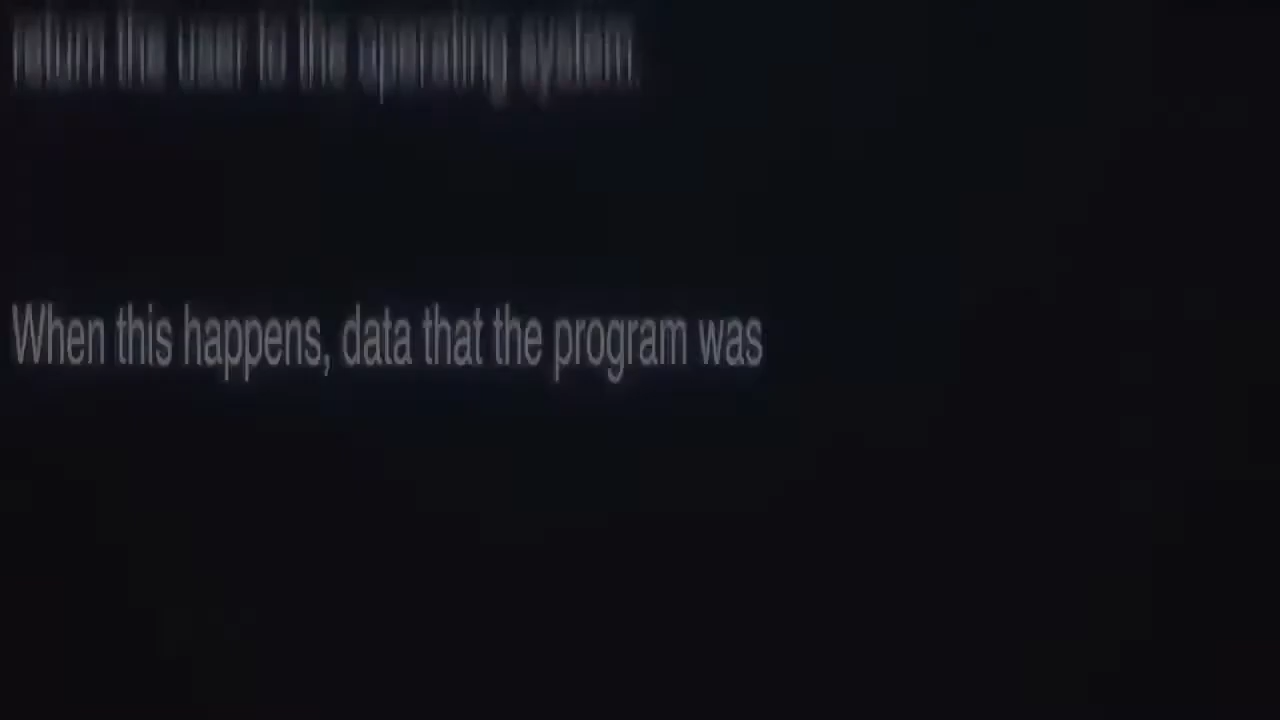 return the user to the operating system.
When this happens, data that the program was